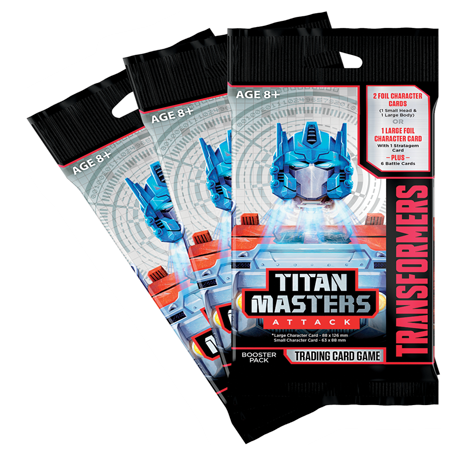 AGE 8+
AGE 8+
AGE 8+
2 FOIL CHARACTER
CARDS
(1 Small Head &
1 Large Body)
OR
1 LARGE FOIL
CHARACTER CARD
With 1 Stratagem
Card
– PLUS –
6 Battle Cards
TRANSFORMERS
TITAN
MASTERS
ATTACK
*Large Character Card - 88 x 126 mm
Small Character Card - 63 x 88 mm
BOOSTER
PACK
TRADING CARD GAME